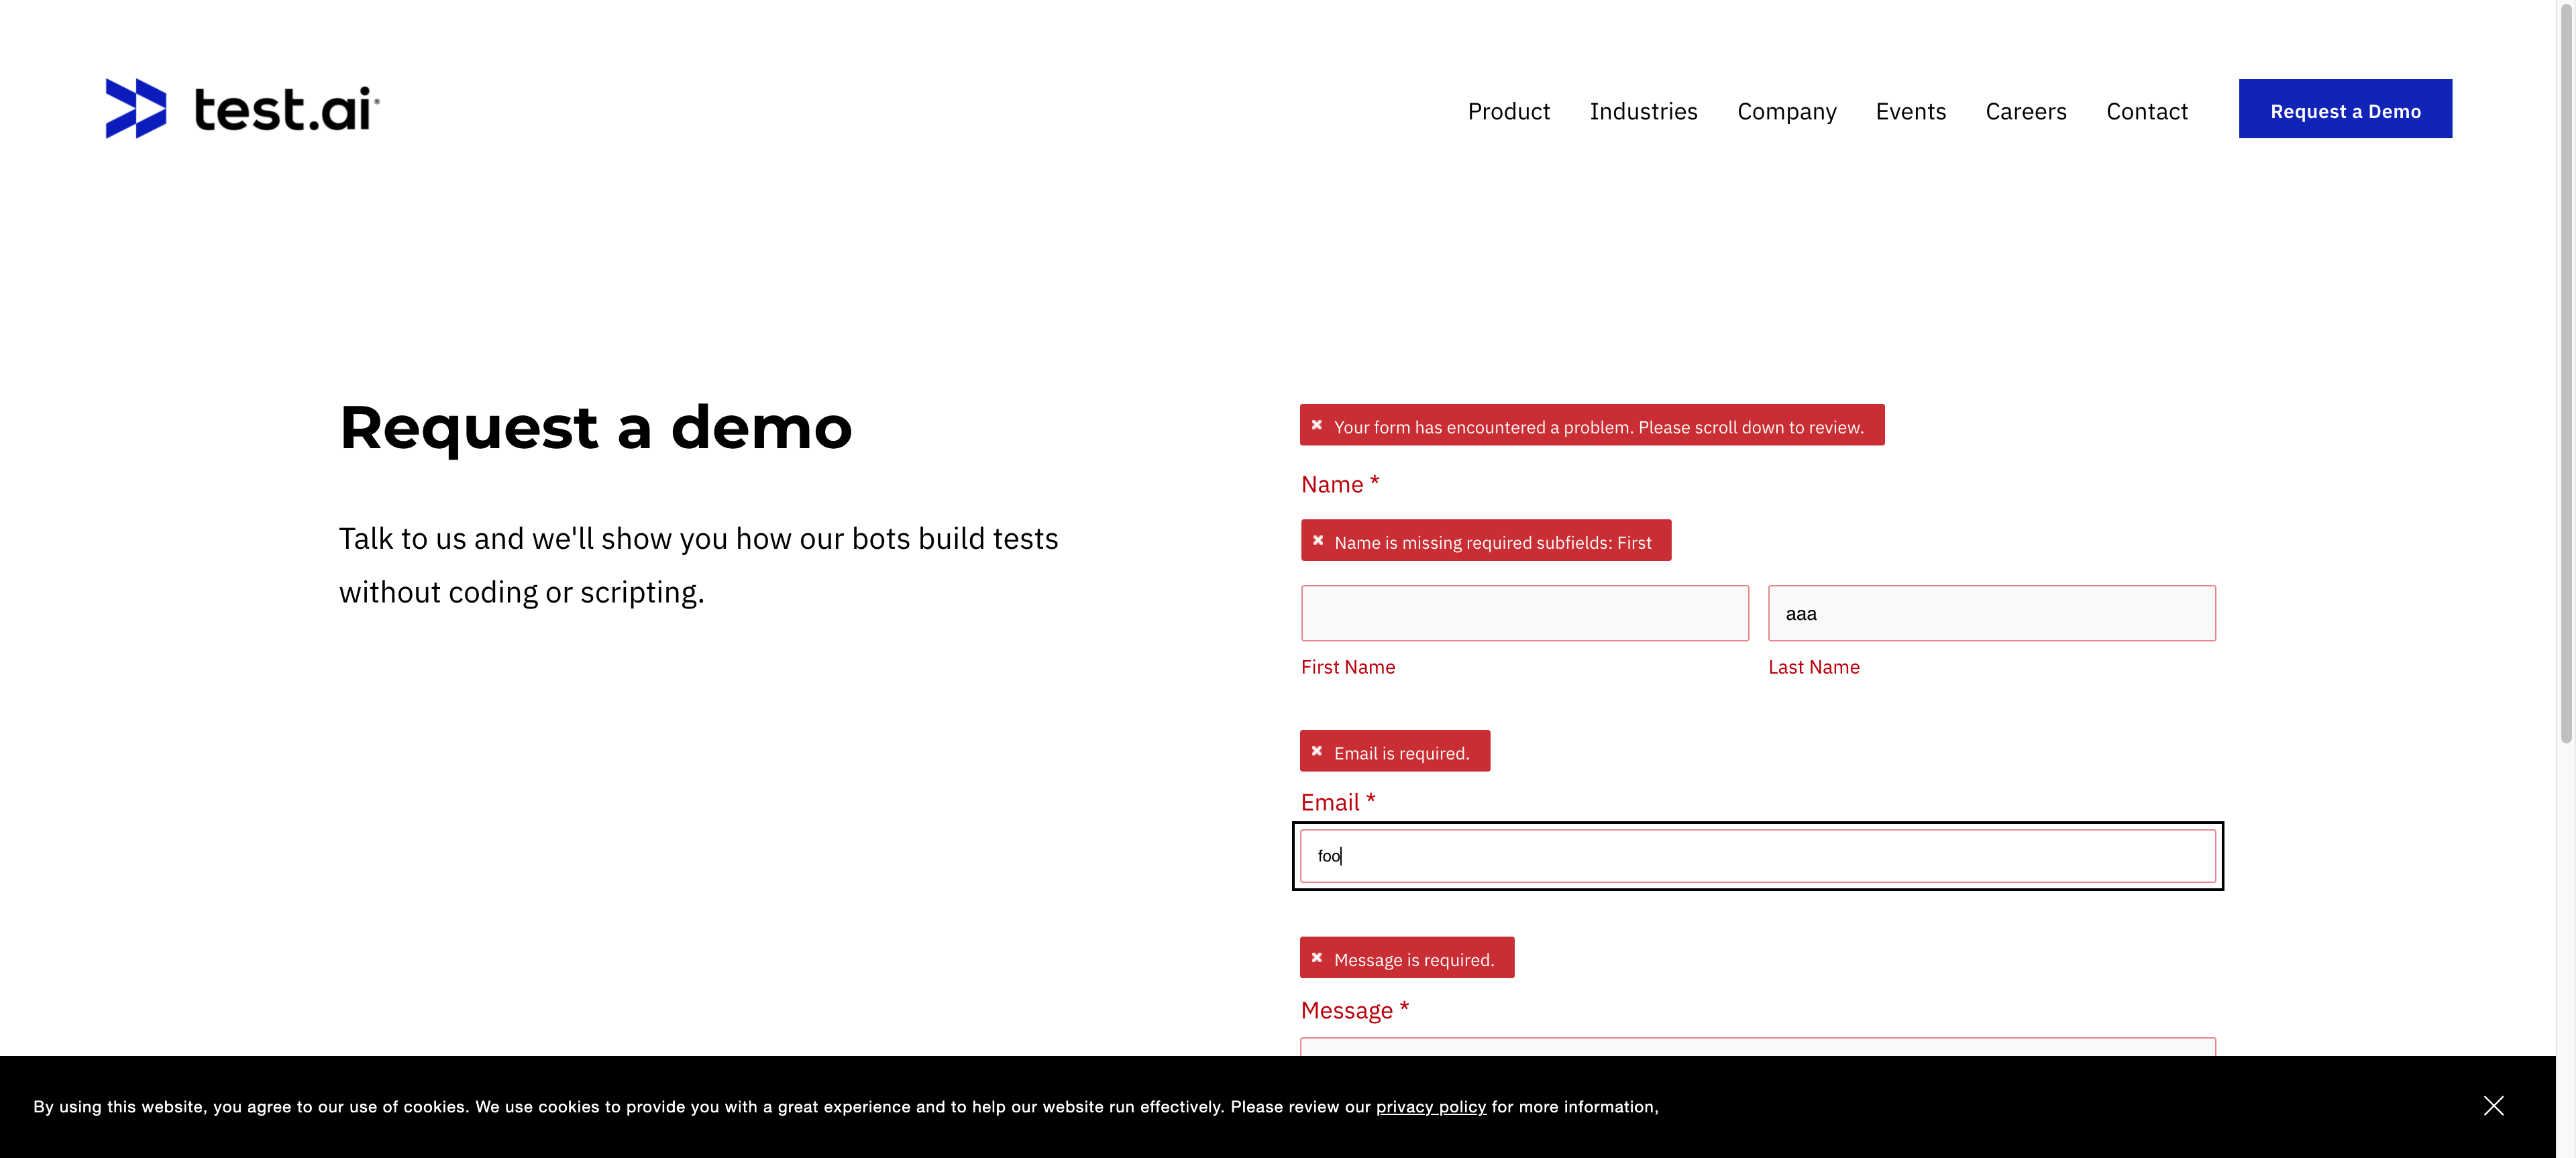 test.ai
Product Industries Company Events Careers Contact Request a Demo
Request a demo
Talk to us and we'll show you how our bots build tests
without coding or scripting.
Your form has encountered a problem. Please scroll down to review.
Name *
Name is missing required subfields: First
aaa
First Name Last Name
Email is required.
Email *
foo
Message is required.
Message *
By using this website, you agree to our use of cookies. We use cookies to provide you with a great experience and to help our website run effectively. Please review our privacy policy for more information,